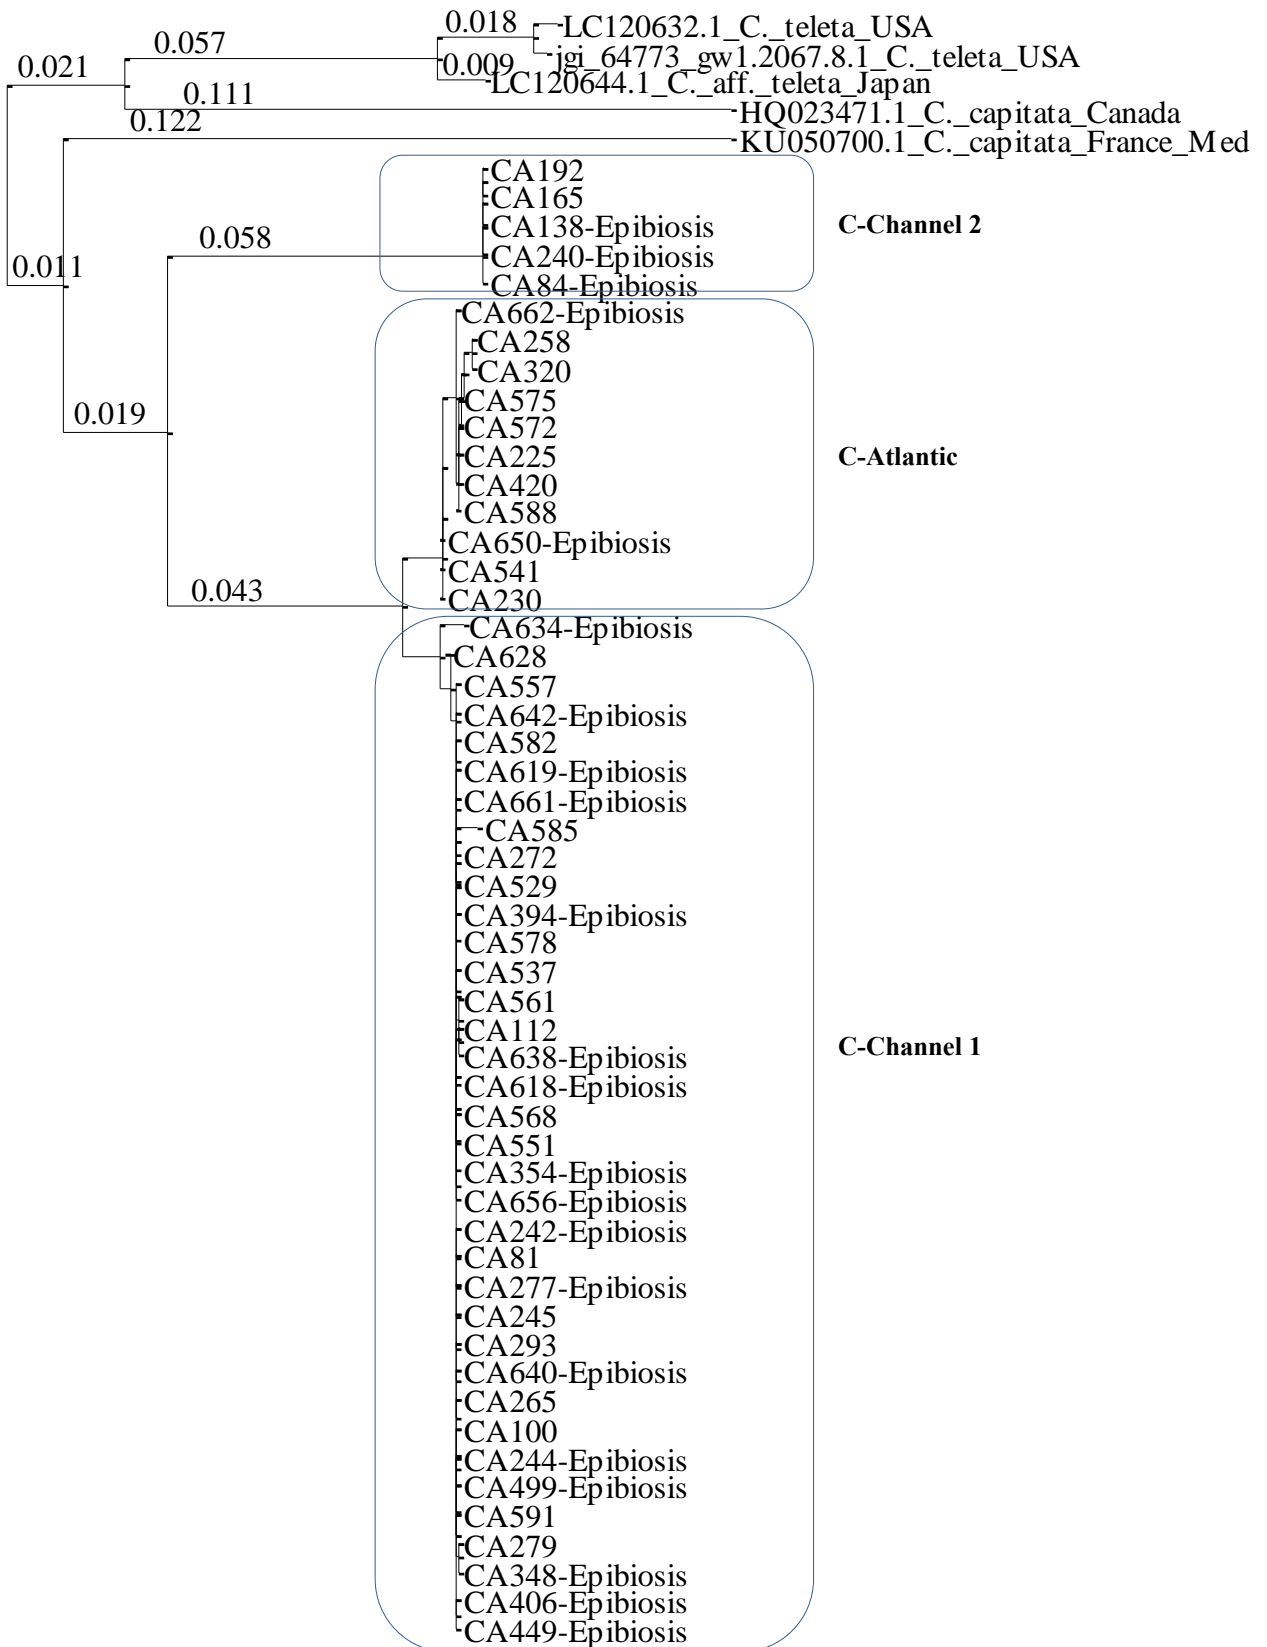 0.018
LC120632.1_C._teleta_USA
0.057
jgi_64773_gw1.2067.8.1_C._teleta_USA
0.021
0.009
LC120644.1_C._aff._teleta_Japan
0.111
HQ023471.1_C._capitata_Canada
0.122
KU050700.1_C._capitata_France_Med
CA192
CA165
CA138-Epibiosis
C-Channel 2
0.058
CA240-Epibiosis
0.011
CA84-Epibiosis
CA662-Epibiosis
CA258
CA320
CA575
0.019
CA572
CA225
C-Atlantic
CA420
CA588
CA650-Epibiosis
CA541
0.043
CA230
CA634-Epibiosis
CA628
CA557
CA642-Epibiosis
CA582
CA619-Epibiosis
CA661-Epibiosis
CA585
CA272
CA529
CA394-Epibiosis
CA578
CA537
CA561
CA112
C-Channel 1
CA638-Epibiosis
CA618-Epibiosis
CA568
CA551
CA354-Epibiosis
CA656-Epibiosis
CA242-Epibiosis
CA81
CA277-Epibiosis
CA245
CA293
CA640-Epibiosis
CA265
CA100
CA244-Epibiosis
CA499-Epibiosis
CA591
CA279
CA348-Epibiosis
CA406-Epibiosis
CA449-Epibiosis